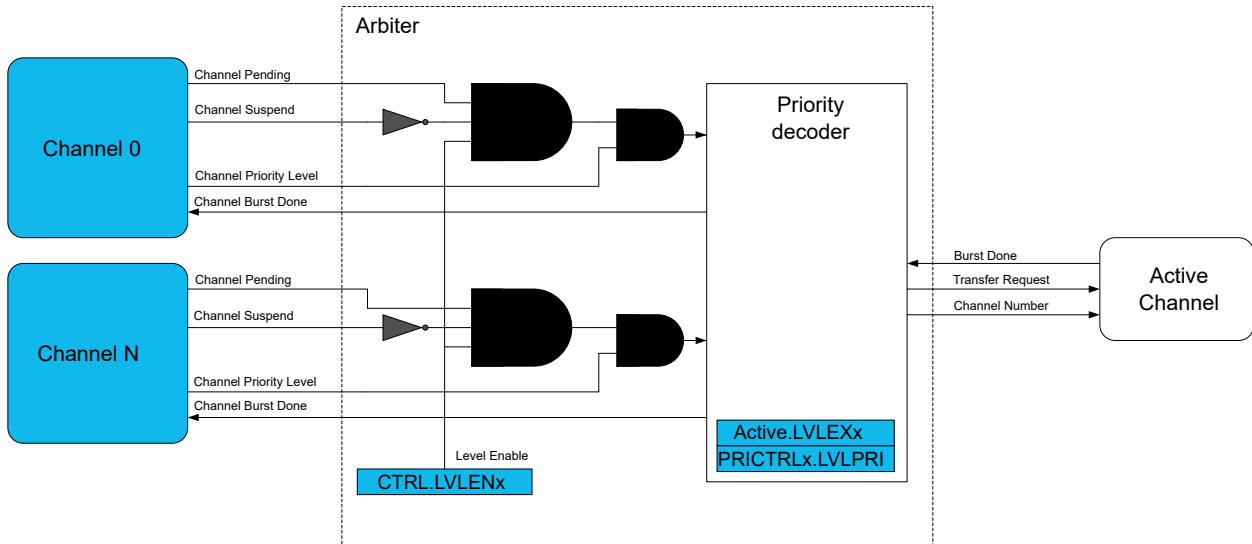 Arbiter
Channel Pending
Channel Suspend
Channel 0
Channel Priority Level
Channel Burst Done
Priority
decoder
Channel Pending
Channel Suspend
Channel N
Channel Priority Level
Channel Burst Done
Burst Done
Transfer Request
Channel Number
Active
Channel
Level Enable
CTRL.LVLENx
Active.LVLEXx
PRICTRLx.LVLPRI